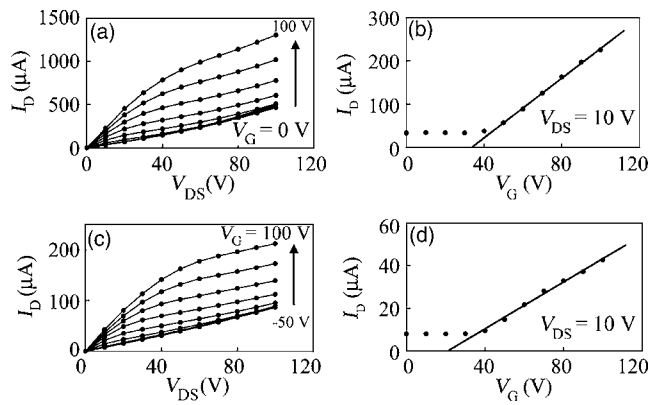 (a)
100 V
1500
1000
500
0
I_D (μA)
V_G = 0 V
0 40 80 120
V_DS(V)
(b)
300
200
100
0
I_D (μA)
V_DS = 10 V
0 40 80 120
V_G (V)
(c)
V_G = 100 V
200
100
0
I_D (μA)
-50 V
0 40 80 120
V_DS(V)
(d)
60
40
20
0
I_D (μA)
V_DS = 10 V
0 40 80 120
V_G (V)